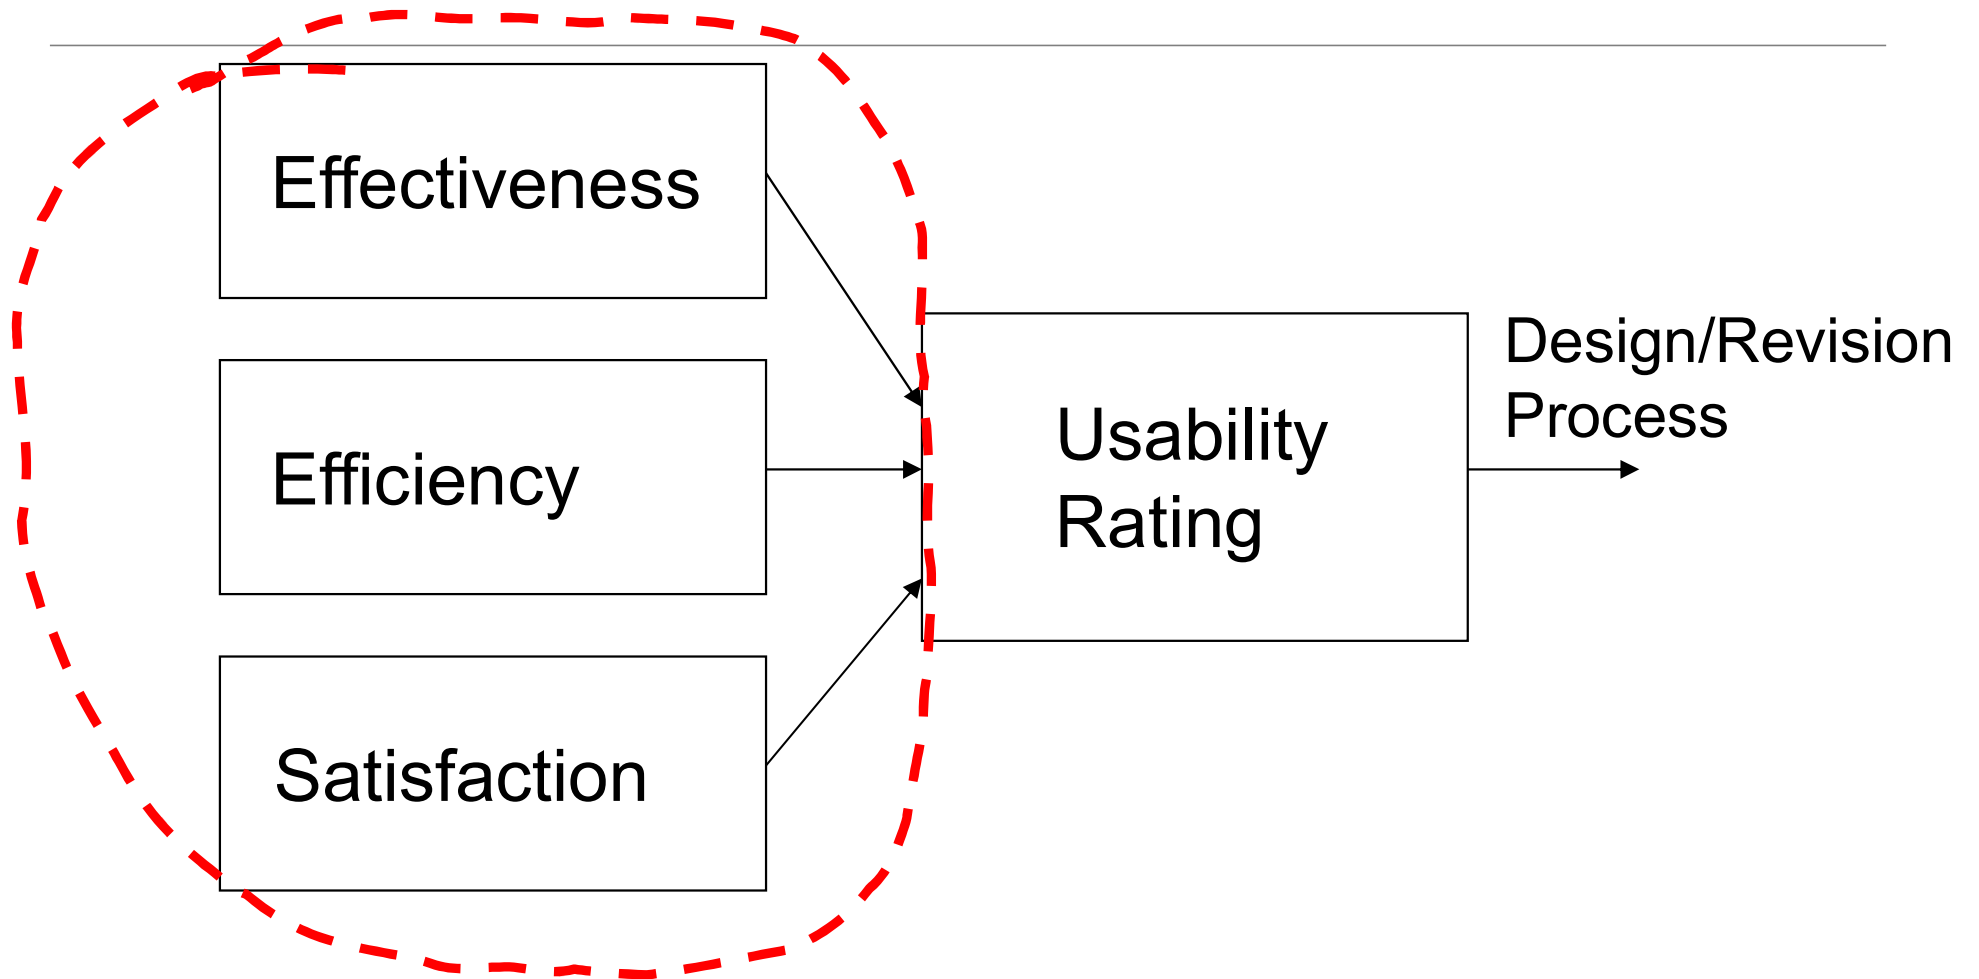 Effectiveness
Efficiency
Satisfaction
Usability
Rating
Design/Revision
Process